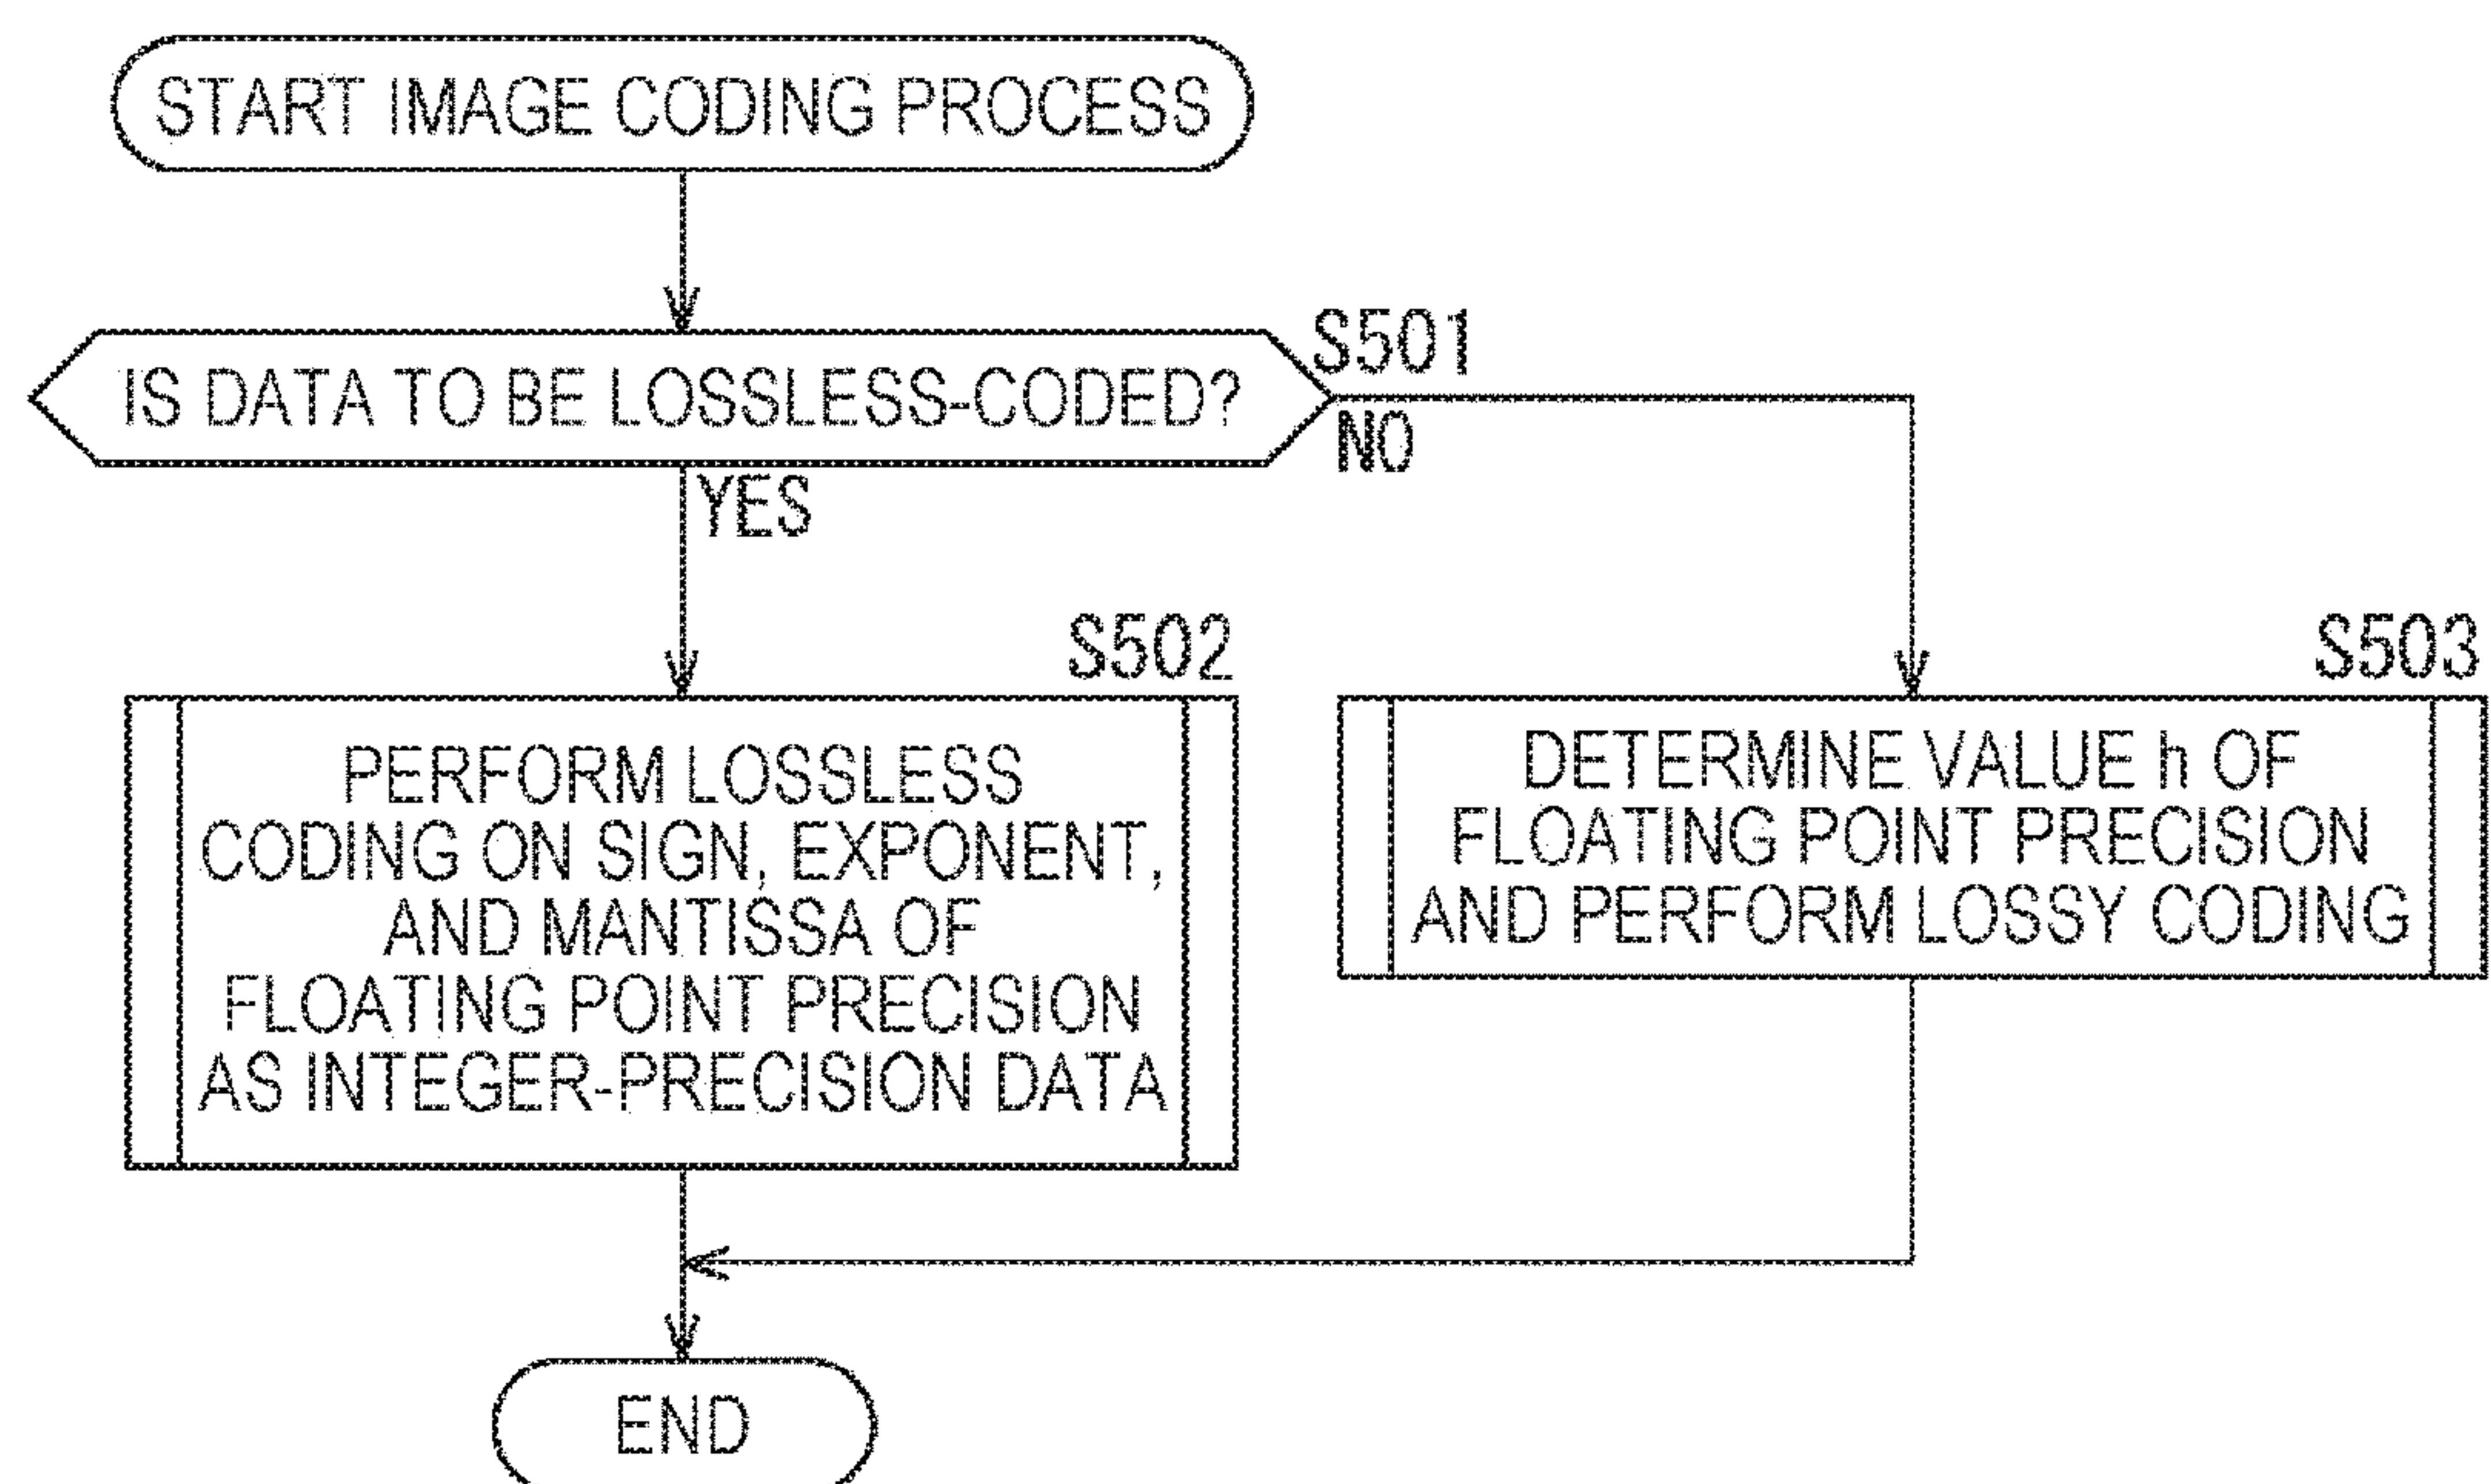 START IMAGE CODING PROCESS
S501
IS DATA TO BE LOSSLESS-CODED?
NO
YES
S502
PERFORM LOSSLESS
CODING ON SIGN, EXPONENT,
AND MANTISSA OF
FLOATING POINT PRECISION
AS INTEGER-PRECISION DATA
S503
DETERMINE VALUE h OF
FLOATING POINT PRECISION
AND PERFORM LOSSY CODING
END